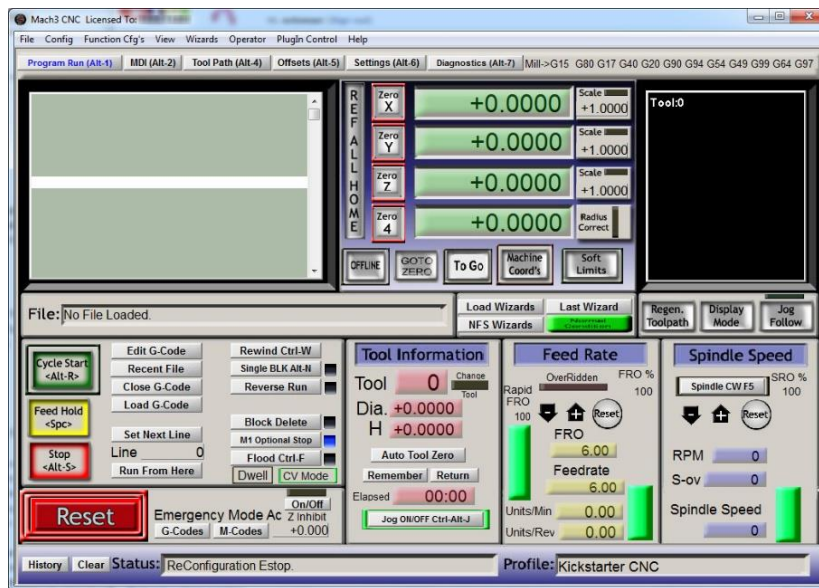 Mach3 CNC Licensed To:
File Config Function Cfg's View Wizards Operator PlugIn Control Help
Program Run (Alt-1) MDI (Alt-2) Tool Path (Alt-4) Offsets (Alt-5) Settings (Alt-6) Diagnostics (Alt-7) Mill->G15 G80 G17 G40 G20 G90 G94 G54 G49 G99 G64 G97
REF ALL HOME
Zero X +0.0000 Scale +1.0000
Zero Y +0.0000 Scale +1.0000
Zero Z +0.0000 Scale +1.0000
Zero 4 +0.0000 Radius Correct
OFFLINE GOTO ZERO To Go Machine Coord's Soft Limits
Tool:0
File: No File Loaded.
Load Wizards Last Wizard
NFS Wizards Normal Condition
Regen. Toolpath Display Mode Jog Follow
Cycle Start <Alt-R>
Feed Hold <Spc>
Stop <Alt-S>
Edit G-Code
Recent File
Close G-Code
Load G-Code
Set Next Line
Line 0
Run From Here
Rewind Ctrl-W
Single BLK Alt-N
Reverse Run
Block Delete
M1 Optional Stop
Flood Ctrl-F
Dwell CV Mode
Reset
Emergency Mode Ac
G-Codes M-Codes
On/Off
Z Inhibit
+0.000
Tool Information
Tool 0 Change Tool
Dia. +0.0000
H +0.0000
Auto Tool Zero
Remember Return
Elapsed 00:00
Jog ON/OFF Ctrl-Alt-J
Feed Rate
OverRidden FRO %
100
Rapid FRO
100
Reset
FRO
6.00
Feedrate
6.00
Units/Min 0.00
Units/Rev 0.00
Spindle Speed
Spindle CW F5 SRO %
100
Reset
RPM 0
S-ov 0
Spindle Speed
0
History Clear Status: ReConfiguration Estop. Profile: Kickstarter CNC